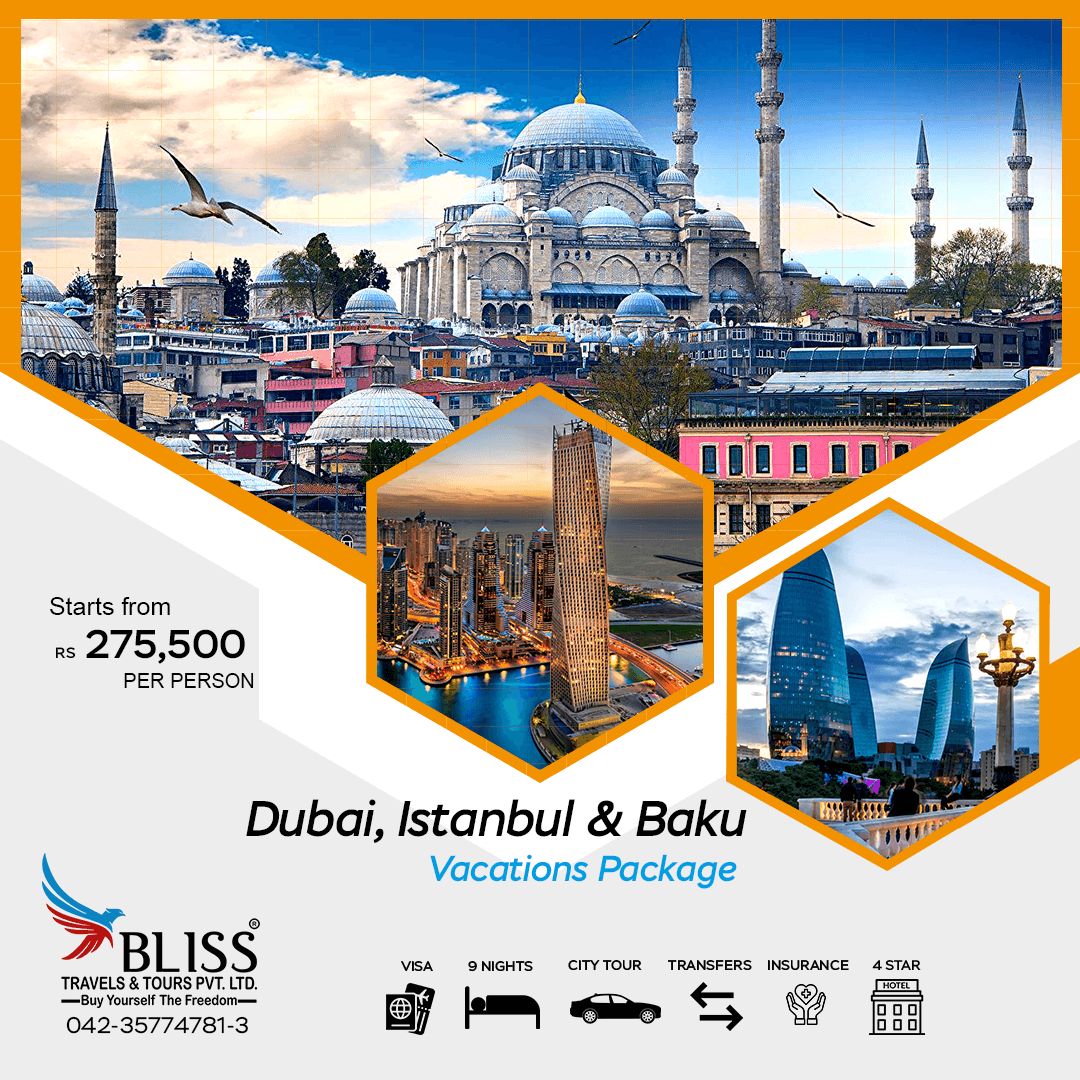 Starts from
RS 275,500
PER PERSON
Dubai, Istanbul & Baku
Vacations Package
BLISS®
TRAVELS & TOURS PVT. LTD.
Buy Yourself The Freedom
042-35774781-3
VISA
9 NIGHTS
CITY TOUR
TRANSFERS
INSURANCE
4 STAR
HOTEL